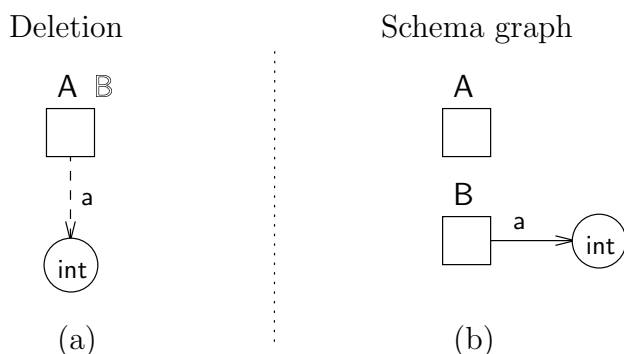 Deletion
Schema graph
A 𝔹
a
int
(a)
A
B
a
int
(b)